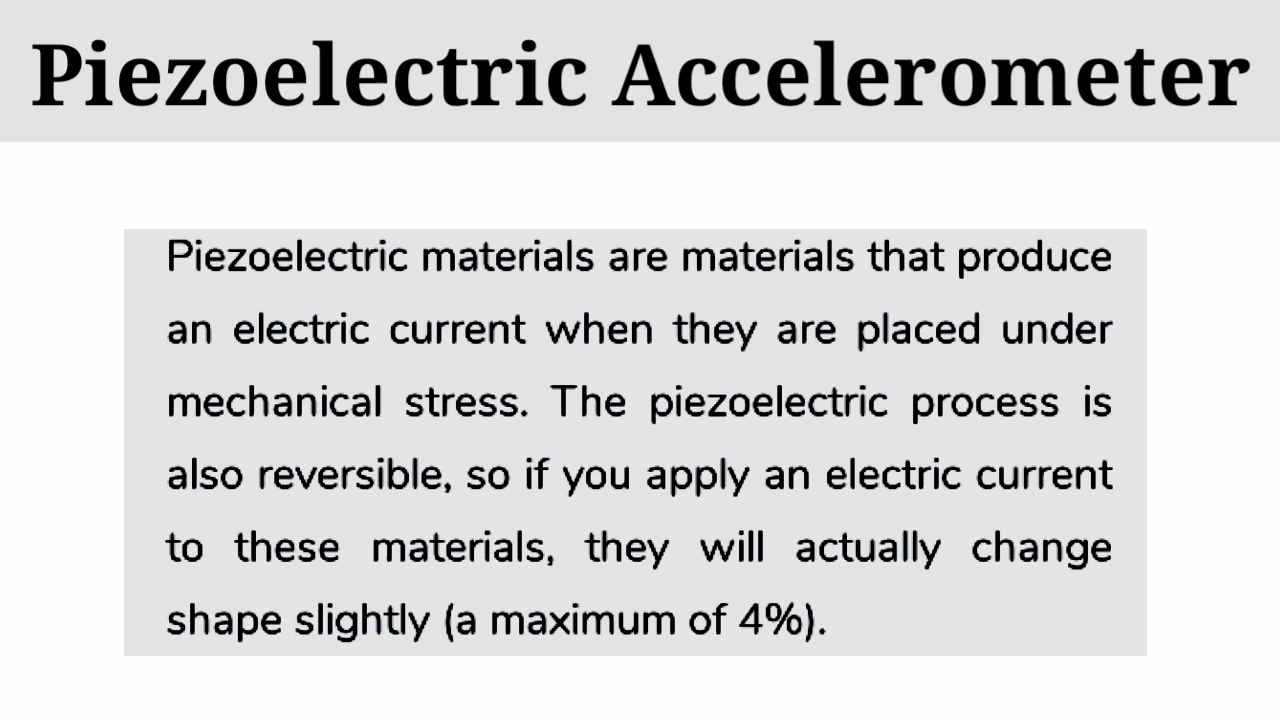 Piezoelectric Accelerometer
Piezoelectric materials are materials that produce
an electric current when they are placed under
mechanical stress. The piezoelectric process is
also reversible, so if you apply an electric current
to these materials, they will actually change
shape slightly (a maximum of 4%).